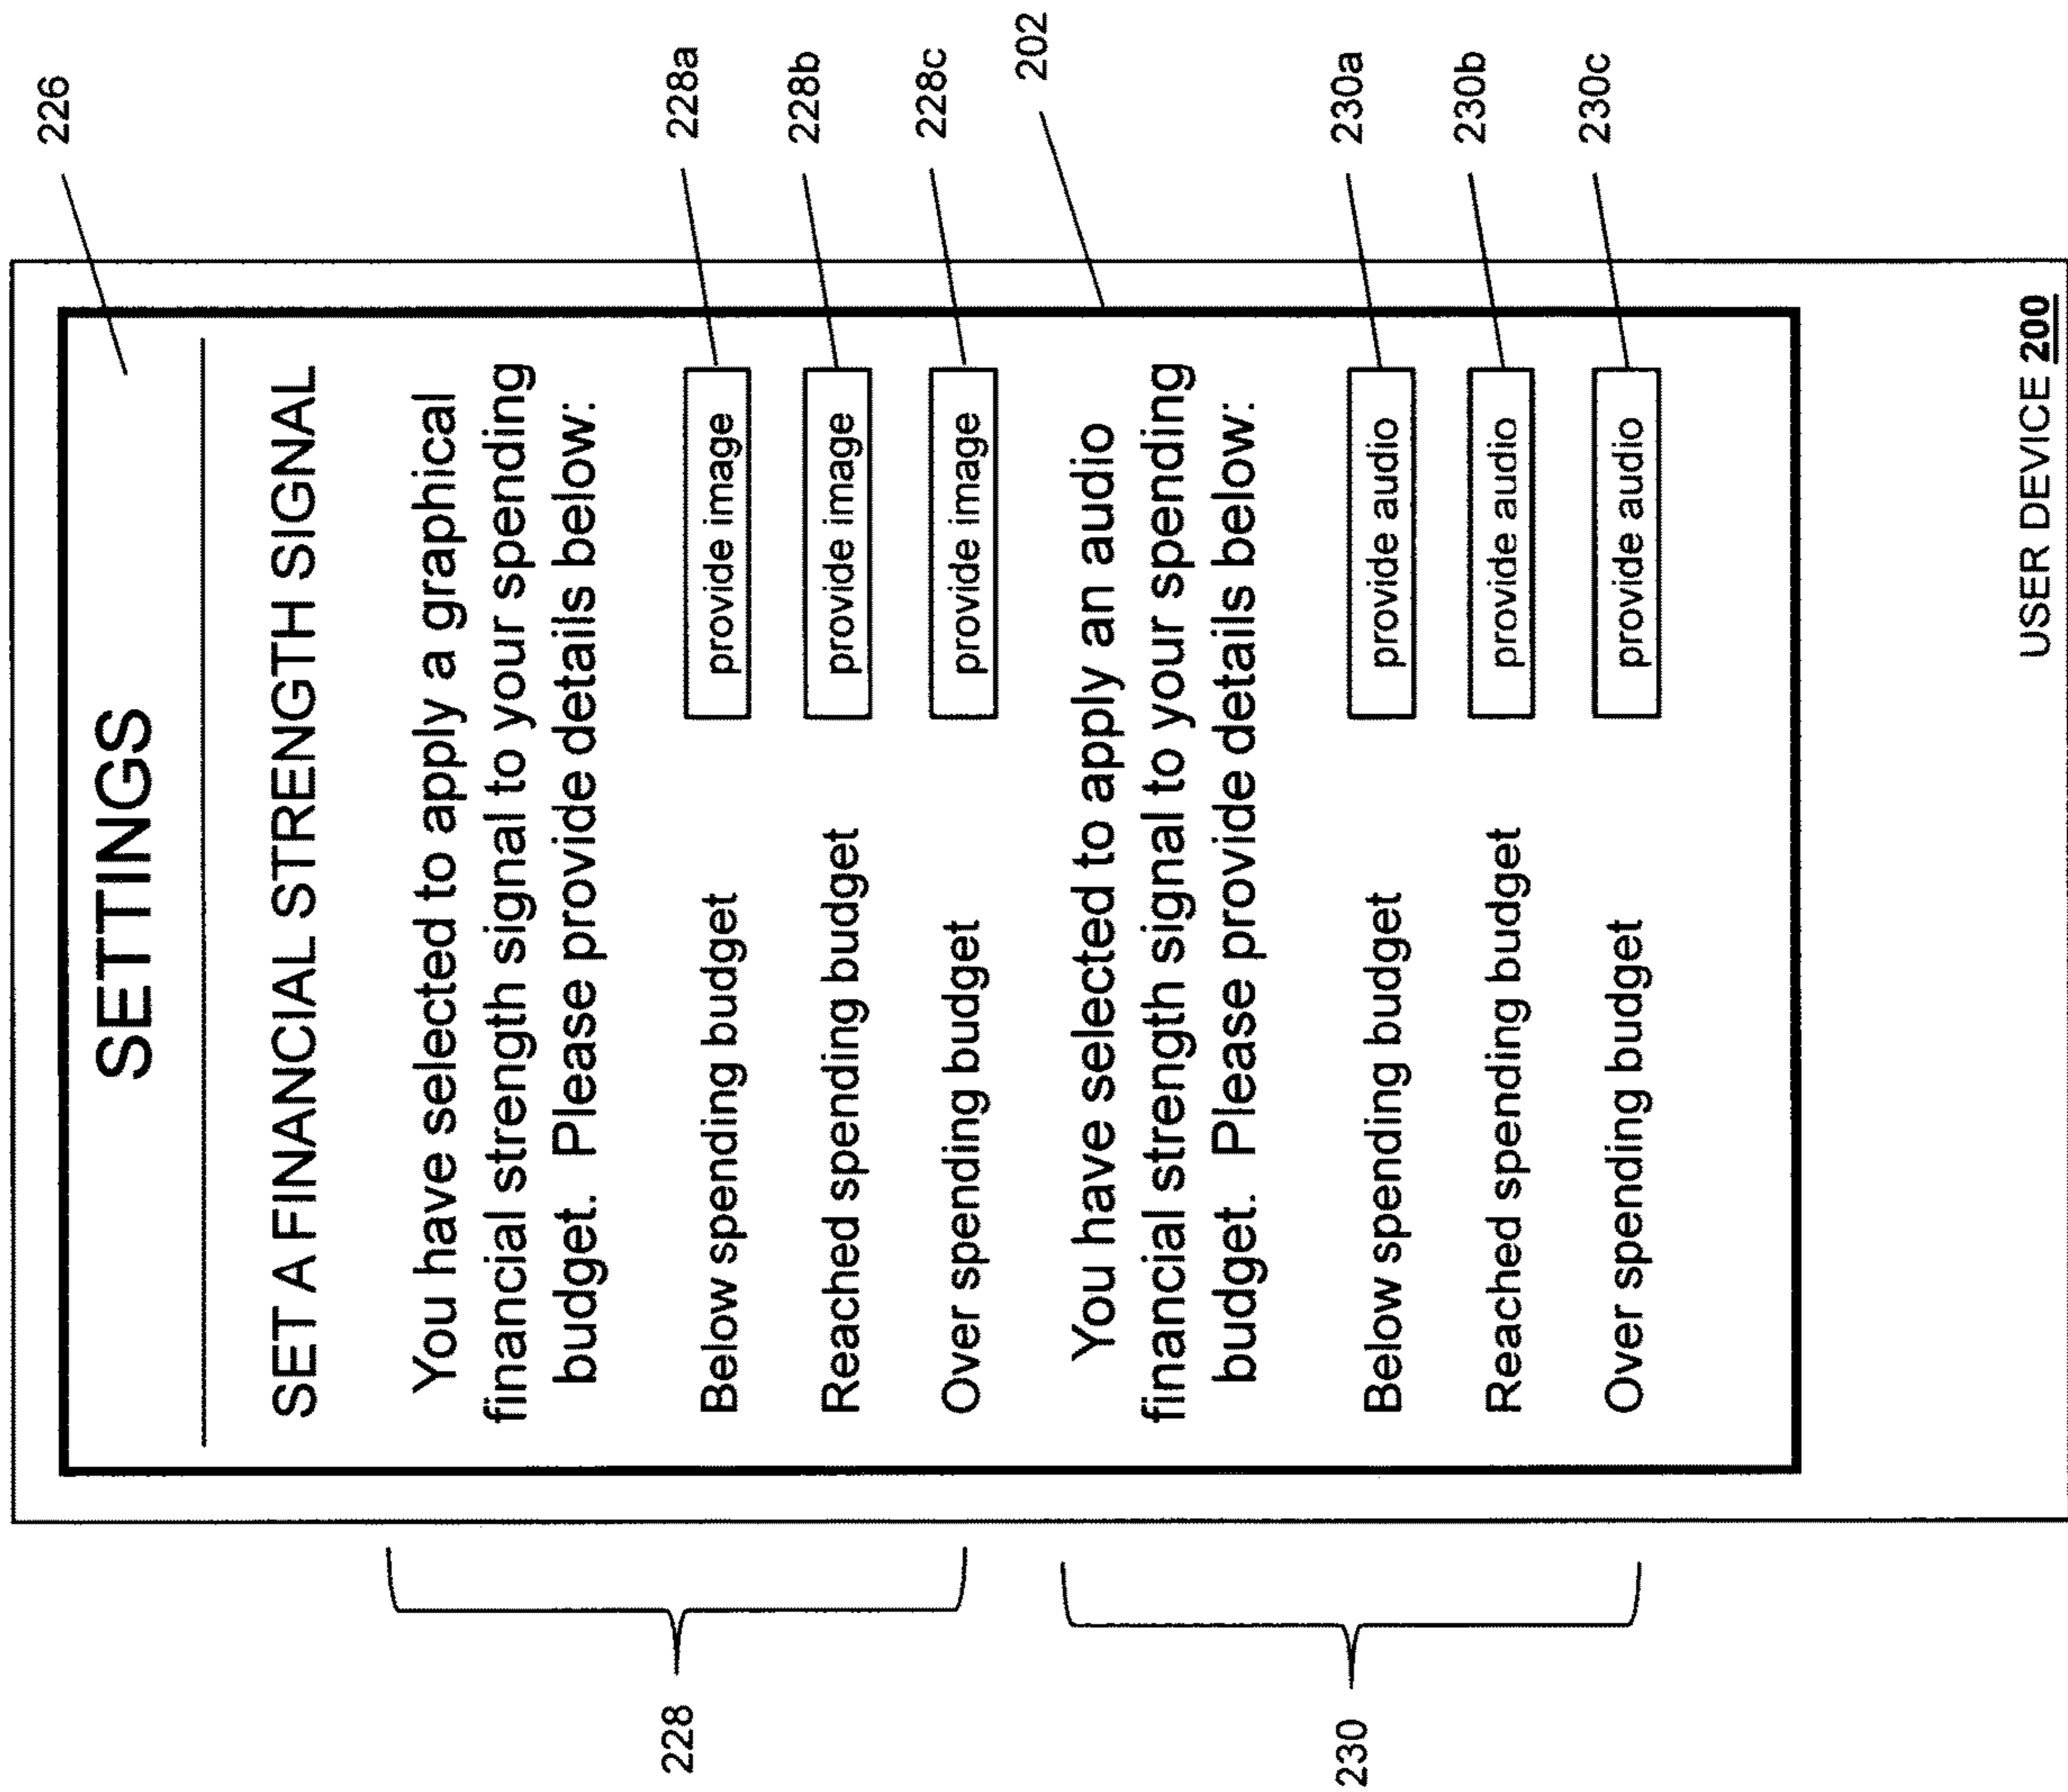 226
SETTINGS
SET A FINANCIAL STRENGTH SIGNAL
You have selected to apply a graphical
financial strength signal to your spending
budget. Please provide details below:
228
Below spending budget provide image 228a
Reached spending budget provide image 228b
Over spending budget provide image 228c
202
You have selected to apply an audio
financial strength signal to your spending
budget. Please provide details below:
230
Below spending budget provide audio 230a
Reached spending budget provide audio 230b
Over spending budget provide audio 230c
USER DEVICE 200